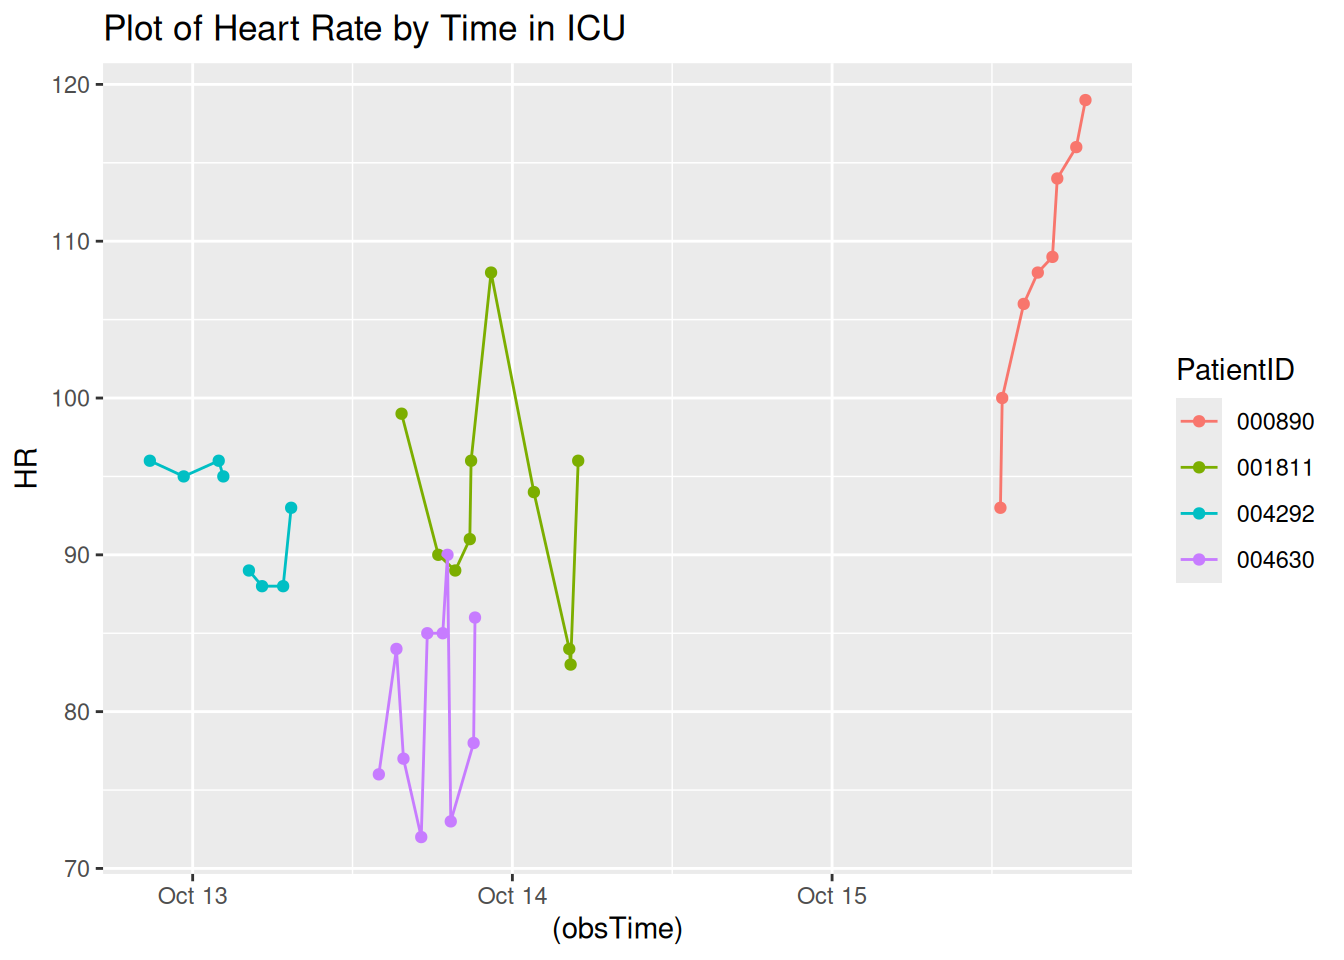 Plot of Heart Rate by Time in ICU
120
110
100
90
80
70
HR
Oct 13
Oct 14
Oct 15
(obsTime)
PatientID
000890
001811
004292
004630